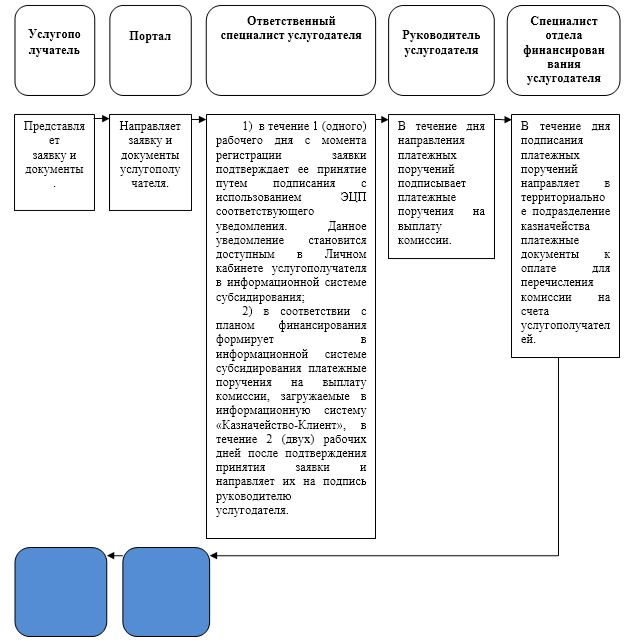 Услугопо
лучатель
Портал
Ответственный
специалист услугодателя
Руководитель
услугодателя
Специалист
отдела
финансирован
ования
услугодателя
Представля
ет
заявку и
документы
.
Направляет
заявку и
документы
услугополу
чателя.
1) в течение 1 (одного)
рабочего дня с момента
регистрации заявки
подтверждает ее принятие
путем подписания с
использованием ЭЦП
соответствующего
уведомления. Данное
уведомление становится
доступным в Личном
кабинете услугополучателя
в информационной системе
субсидирования;
2) в соответствии с
планом финансирования
формирует в
информационной системе
субсидирования платежные
поручения на выплату
комиссии, загружаемые в
информационную систему
«Казначейство-Клиент», в
течение 2 (двух) рабочих
дней после подтверждения
принятия заявки и
направляет их на подпись
руководителю
услугодателя.
В течение дня
направления
платежных
поручений
подписывает
платежные
поручения на
выплату
комиссии.
В течение дня
подписания
платежных
поручений
направляет в
территориально
е подразделение
казначейства
платежные
документы к
оплате для
перечисления
комиссии на
счета
услугополучател
ей.